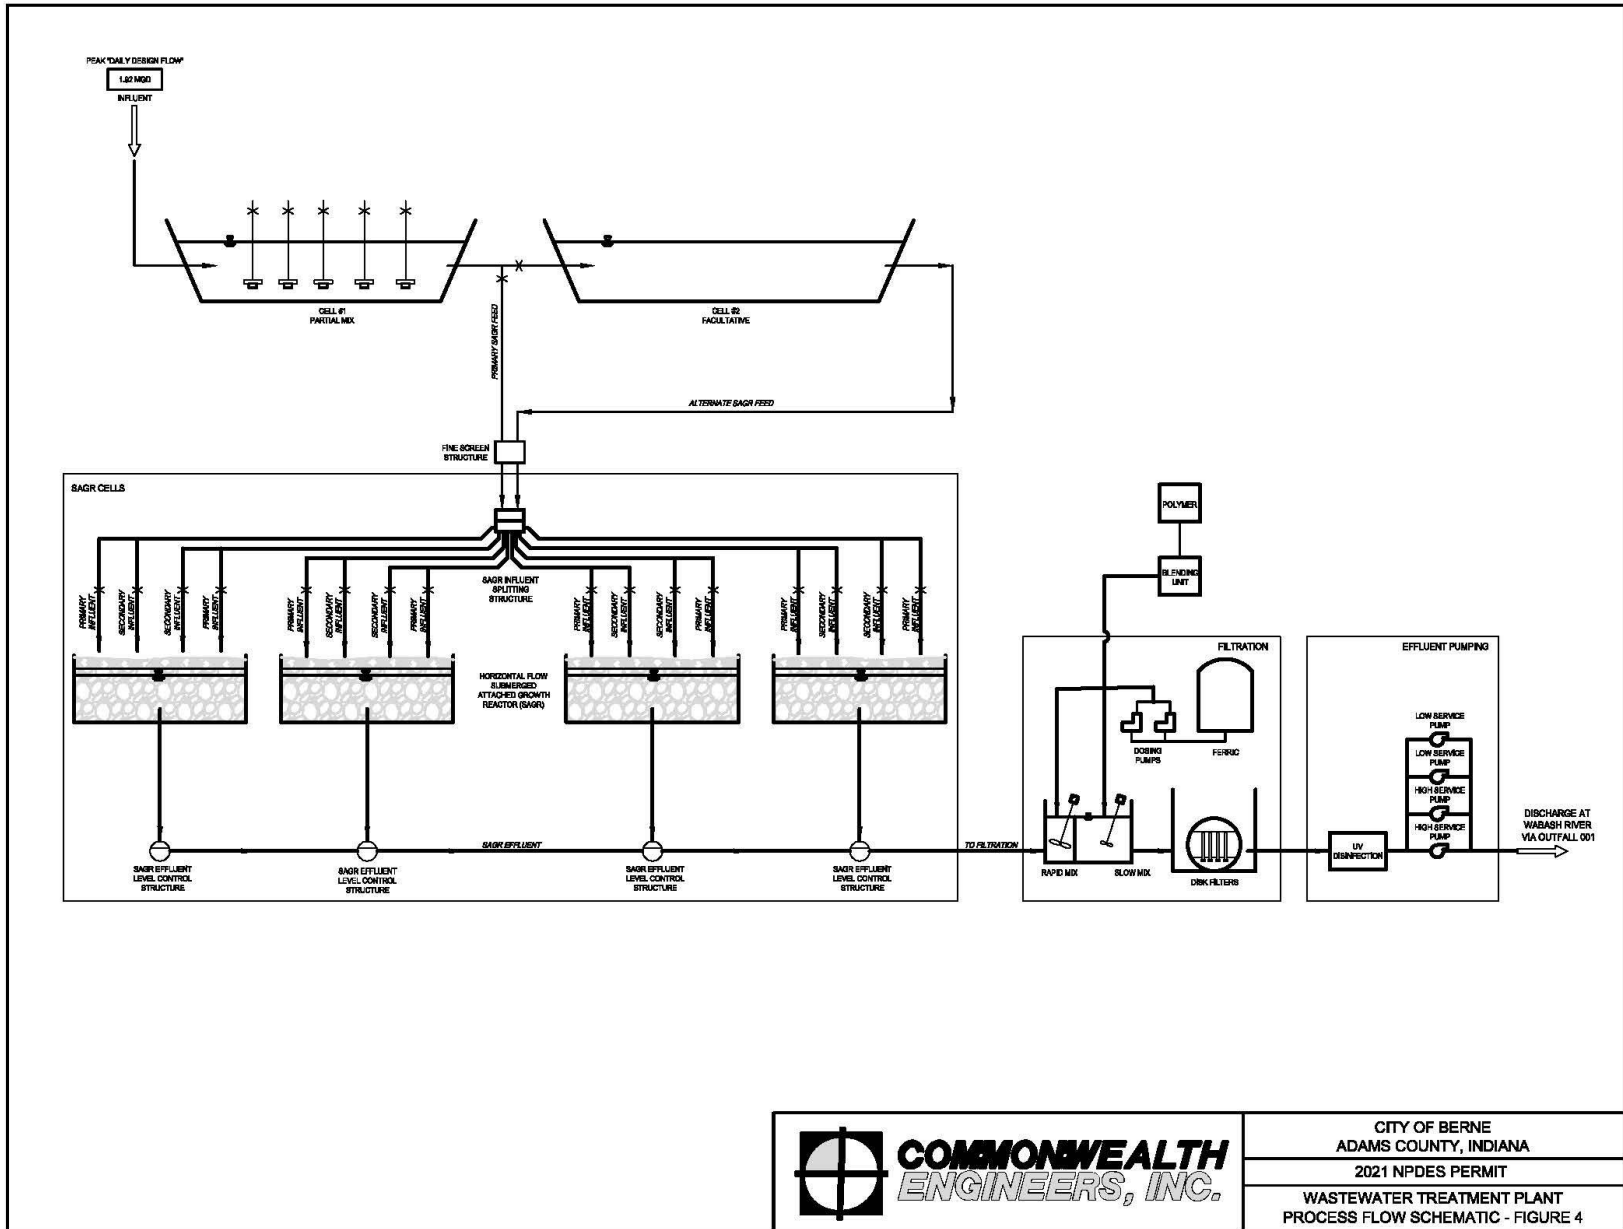 PEAK "DAILY DESIGN FLOW"
1.92 MGD
INFLUENT
CELL #1
PARTIAL MIX
CELL #2
FACULTATIVE
PRIMARY SAGR FEED
ALTERNATE SAGR FEED
FINE SCREEN
STRUCTURE
SAGR CELLS
SAGR INFLUENT
SPLITTING
STRUCTURE
PRIMARY
INFLUENT
SECONDARY
INFLUENT
SECONDARY
INFLUENT
PRIMARY
INFLUENT
PRIMARY
INFLUENT
SECONDARY
INFLUENT
SECONDARY
INFLUENT
PRIMARY
INFLUENT
PRIMARY
INFLUENT
SECONDARY
INFLUENT
SECONDARY
INFLUENT
PRIMARY
INFLUENT
PRIMARY
INFLUENT
SECONDARY
INFLUENT
SECONDARY
INFLUENT
PRIMARY
INFLUENT
HORIZONTAL FLOW
SUBMERGED
ATTACHED GROWTH
REACTOR (SAGR)
SAGR EFFLUENT
LEVEL CONTROL
STRUCTURE
SAGR EFFLUENT
LEVEL CONTROL
STRUCTURE
SAGR EFFLUENT
SAGR EFFLUENT
LEVEL CONTROL
STRUCTURE
SAGR EFFLUENT
LEVEL CONTROL
STRUCTURE
TO FILTRATION
POLYMER
BLENDING
UNIT
FILTRATION
DOSING
PUMPS
FERRIC
RAPID MIX
SLOW MIX
DISK FILTERS
EFFLUENT PUMPING
LOW SERVICE
PUMP
LOW SERVICE
PUMP
HIGH SERVICE
PUMP
HIGH SERVICE
PUMP
UV
DISINFECTION
DISCHARGE AT
WABASH RIVER
VIA OUTFALL 001
COMMONWEALTH
ENGINEERS, INC.
CITY OF BERNE
ADAMS COUNTY, INDIANA
2021 NPDES PERMIT
WASTEWATER TREATMENT PLANT
PROCESS FLOW SCHEMATIC - FIGURE 4